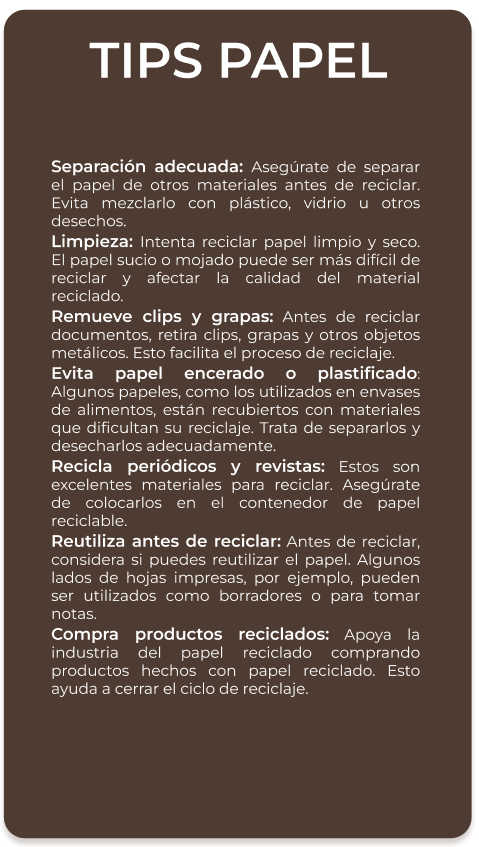 TIPS PAPEL
Separación adecuada: Asegúrate de separar
el papel de otros materiales antes de reciclar.
Evita mezclarlo con plástico, vidrio u otros
desechos.
Limpieza: Intenta reciclar papel limpio y seco.
El papel sucio o mojado puede ser más difícil de
reciclar y afectar la calidad del material
reciclado.
Remueve clips y grapas: Antes de reciclar
documentos, retira clips, grapas y otros objetos
metálicos. Esto facilita el proceso de reciclaje.
Evita papel encerado o plastificado:
Algunos papeles, como los utilizados en envases
de alimentos, están recubiertos con materiales
que dificultan su reciclaje. Trata de separarlos y
desecharlos adecuadamente.
Recicla periódicos y revistas: Estos son
excelentes materiales para reciclar. Asegúrate
de colocarlos en el contenedor de papel
reciclable.
Reutiliza antes de reciclar: Antes de reciclar,
considera si puedes reutilizar el papel. Algunos
lados de hojas impresas, por ejemplo, pueden
ser utilizados como borradores o para tomar
notas.
Compra productos reciclados: Apoya la
industria del papel reciclado comprando
productos hechos con papel reciclado. Esto
ayuda a cerrar el ciclo de reciclaje.